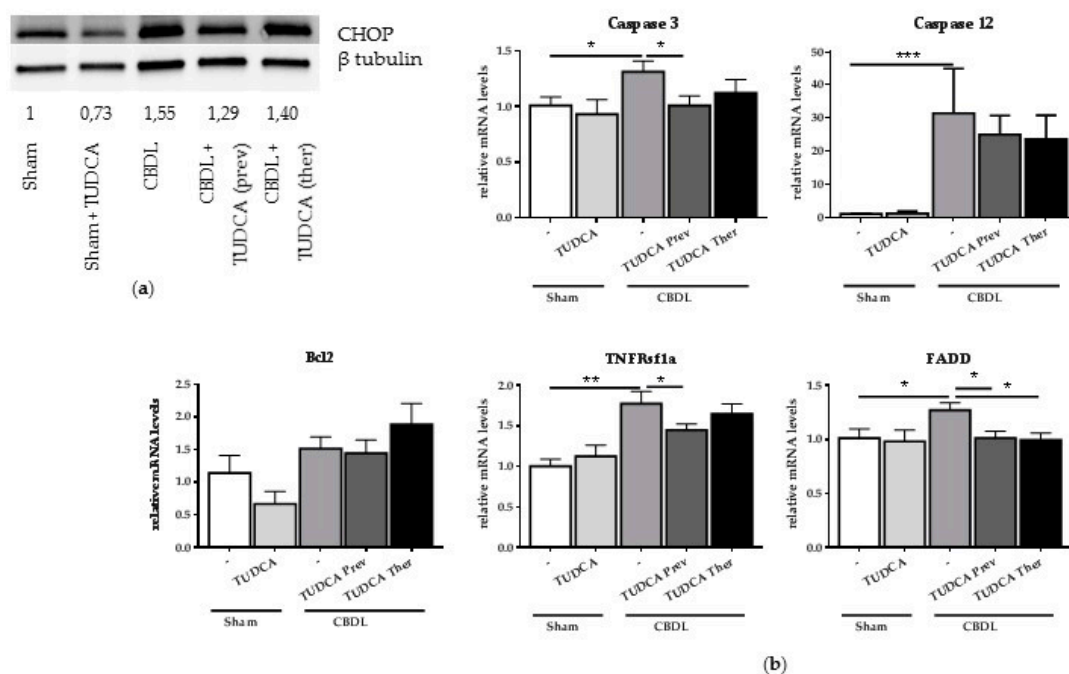 CHOP
β tubulin
1 0,73 1,55 1,29 1,40
Sham
Sham + TUDCA
CBDL
CBDL +
TUDCA (prev)
CBDL +
TUDCA (ther)
(a)
Caspase 3
relative mRNA levels
1.5
1.0
0.5
0.0
* *
- TUDCA - TUDCA Prev TUDCA Ther
Sham CBDL
Caspase 12
relative mRNA levels
50
40
30
20
10
0
***
- TUDCA - TUDCA Prev TUDCA Ther
Sham CBDL
Bcl2
relative mRNA levels
2.5
2.0
1.5
1.0
0.5
0.0
- TUDCA - TUDCA Prev TUDCA Ther
Sham CBDL
TNFRsf1a
relative mRNA levels
2.0
1.5
1.0
0.5
0.0
** *
- TUDCA - TUDCA Prev TUDCA Ther
Sham CBDL
FADD
relative mRNA levels
1.5
1.0
0.5
0.0
* * *
- TUDCA - TUDCA Prev TUDCA Ther
Sham CBDL
(b)